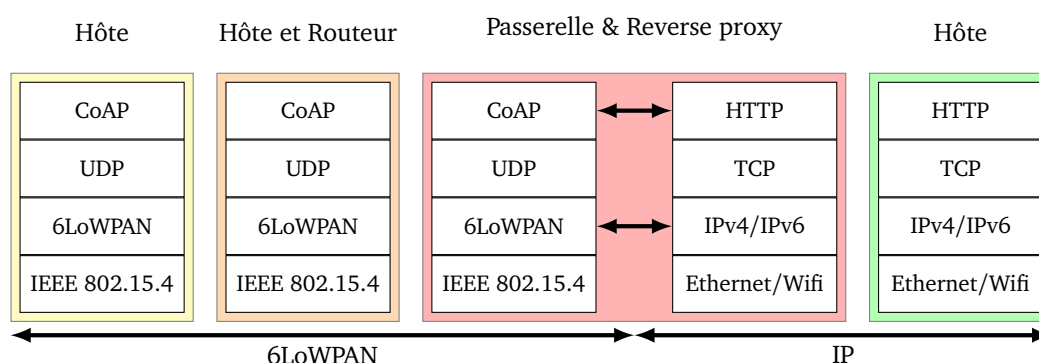 Hôte
Hôte et Routeur
Passerelle & Reverse proxy
Hôte
CoAP
CoAP
CoAP
HTTP
HTTP
UDP
UDP
UDP
TCP
TCP
6LoWPAN
6LoWPAN
6LoWPAN
IPv4/IPv6
IPv4/IPv6
IEEE 802.15.4
IEEE 802.15.4
IEEE 802.15.4
Ethernet/Wifi
Ethernet/Wifi
6LoWPAN
IP